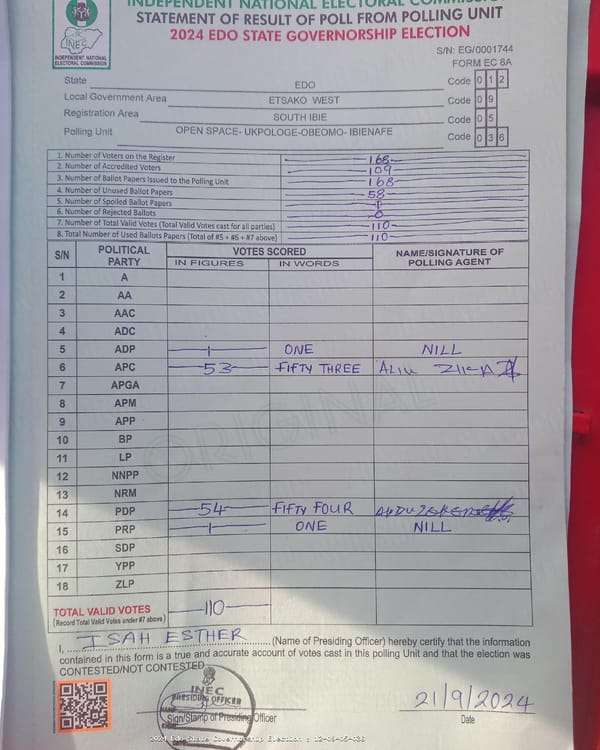 INDEPENDENT NATIONAL ELECTORAL COMMISSION
STATEMENT OF RESULT OF POLL FROM POLLING UNIT
2024 EDO STATE GOVERNORSHIP ELECTION
INEC
INDEPENDENT NATIONAL
ELECTORAL COMMISSION
S/N: EG/0001744
FORM EC 8A
State EDO Code 0 1 2
Local Government Area ETSAKO WEST Code 0 9
Registration Area SOUTH IBIE Code 0 5
Polling Unit OPEN SPACE- UKPOLOGE-OBEOMO- IBIENAFE Code 0 3 6
1. Number of Voters on the Register 168
2. Number of Accredited Voters 109
3. Number of Ballot Papers Issued to the Polling Unit 168
4. Number of Unused Ballot Papers 58
5. Number of Spoiled Ballot Papers
6. Number of Rejected Ballots 0
7. Number of Total Valid Votes (Total Valid Votes cast for all parties) 110
8. Total Number of Used Ballots Papers (Total of #5 + #6 + #7 above) 110
S/N POLITICAL PARTY VOTES SCORED NAME/SIGNATURE OF POLLING AGENT
IN FIGURES IN WORDS
1 A
2 AA
3 AAC
4 ADC
5 ADP 1 ONE NILL
6 APC 53 FIFTY THREE ALIU
7 APGA
8 APM
9 APP
10 BP
11 LP
12 NNPP
13 NRM
14 PDP 54 FIFTY FOUR
15 PRP 1 ONE NILL
16 SDP
17 YPP
18 ZLP
ORIGINAL
TOTAL VALID VOTES 110
(Record Total Valid Votes under #7 above)
I, ISAH ESTHER (Name of Presiding Officer) hereby certify that the information
contained in this form is a true and accurate account of votes cast in this polling Unit and that the election was
CONTESTED/NOT CONTESTED
INEC
PRESIDING OFFICER
Sign/Stamp of Presiding Officer
DATE
21/9/2024
Date
2024 Edo State Governorship Election : 12-09-05-036